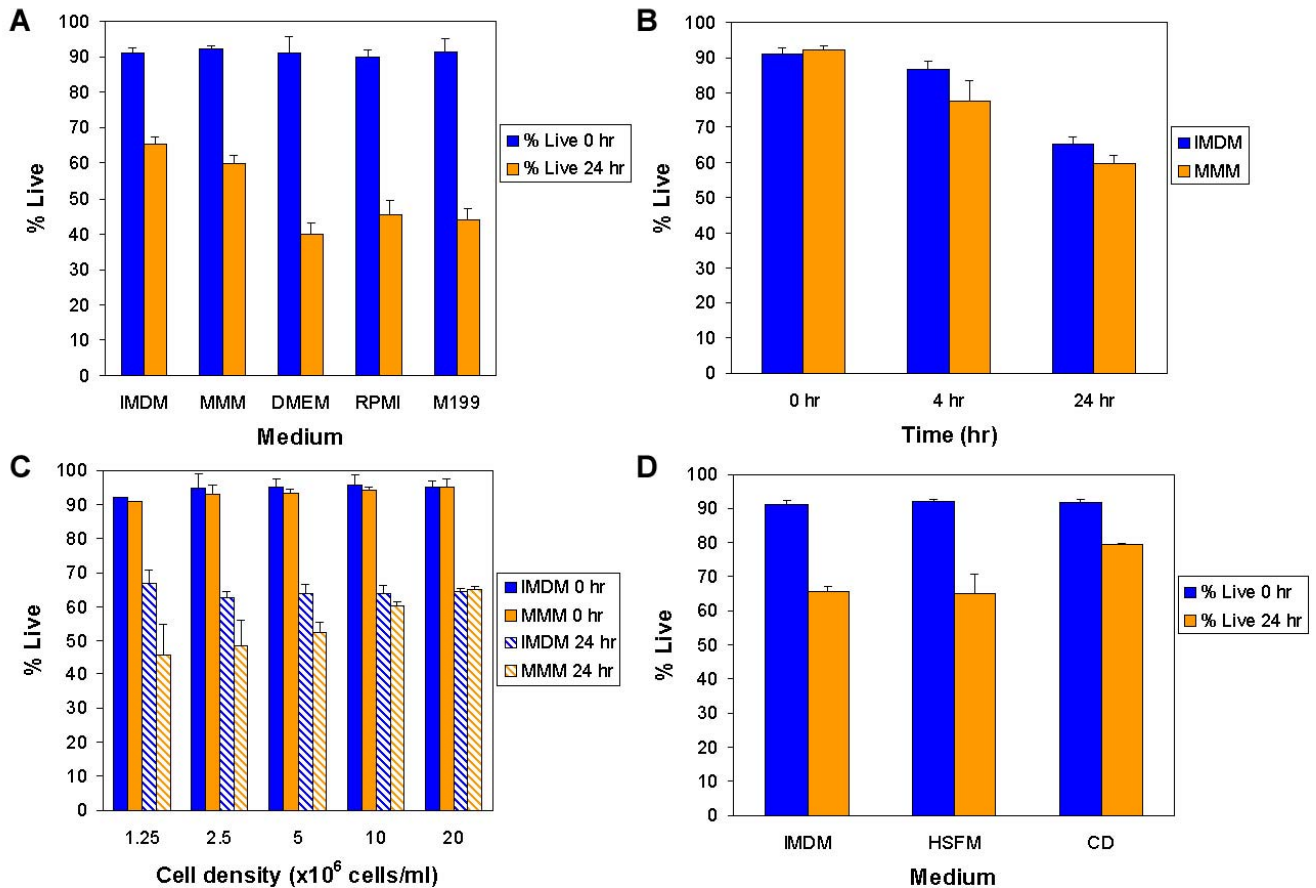 A
100
90
80
70
60
50
40
30
20
10
0
% Live
IMDM MMM DMEM RPMI M199
Medium
% Live 0 hr
% Live 24 hr
B
100
90
80
70
60
50
40
30
20
10
0
% Live
0 hr 4 hr 24 hr
Time (hr)
IMDM
MMM
C
100
90
80
70
60
50
40
30
20
10
0
% Live
1.25 2.5 5 10 20
Cell density (x10⁶ cells/ml)
IMDM 0 hr
MMM 0 hr
IMDM 24 hr
MMM 24 hr
D
100
90
80
70
60
50
40
30
20
10
0
% Live
IMDM HSFM CD
Medium
% Live 0 hr
% Live 24 hr